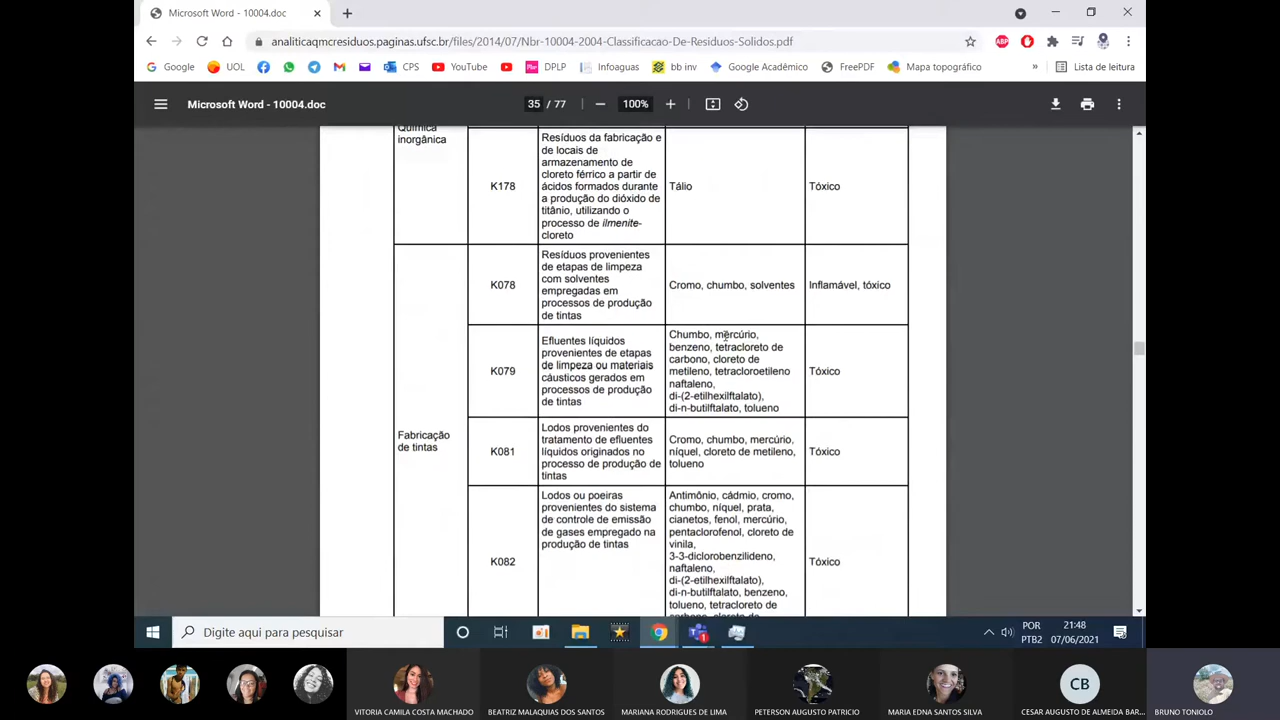 Microsoft Word - 10004.doc
analiticaqmcresiduos.paginas.ufsc.br/files/2014/07/Nbr-10004-2004-Classificacao-De-Residuos-Solidos.pdf
ABP
Google UOL CPS YouTube DPLP Infoaguas bb inv Google Acadêmico FreePDF Mapa topográfico » Lista de leitura
Microsoft Word - 10004.doc 35 / 77 100%
Química
inorgânica
K178
Resíduos da fabricação e
de locais de
armazenamento de
cloreto férrico a partir de
ácidos formados durante
a produção do dióxido de
titânio, utilizando o
processo de ilmenite-
cloreto
Tálio
Tóxico
Fabricação
de tintas
K078
Resíduos provenientes
de etapas de limpeza
com solventes
empregadas em
processos de produção
de tintas
Cromo, chumbo, solventes
Inflamável, tóxico
K079
Efluentes líquidos
provenientes de etapas
de limpeza ou materiais
cáusticos gerados em
processos de produção
de tintas
Chumbo, mercúrio,
benzeno, tetracloreto de
carbono, cloreto de
metileno, tetracloroetileno
naftaleno,
di-(2-etilhexilftalato),
di-n-butilftalato, tolueno
Tóxico
K081
Lodos provenientes do
tratamento de efluentes
líquidos originados no
processo de produção de
tintas
Cromo, chumbo, mercúrio,
níquel, cloreto de metileno,
tolueno
Tóxico
K082
Lodos ou poeiras
provenientes do sistema
de controle de emissão
de gases empregado na
produção de tintas
Antimônio, cádmio, cromo,
chumbo, níquel, prata,
cianetos, fenol, mercúrio,
pentaclorofenol, cloreto de
vinila,
3-3-diclorobenzilideno,
naftaleno,
di-(2-etilhexilftalato),
di-n-butilftalato, benzeno,
tolueno, tetracloreto de
carbono, cloreto de
Tóxico
Digite aqui para pesquisar
POR
PTB2
21:48
07/06/2021
CB
VITORIA CAMILA COSTA MACHADO
BEATRIZ MALAQUIAS DOS SANTOS
MARIANA RODRIGUES DE LIMA
PETERSON AUGUSTO PATRICIO
MARIA EDNA SANTOS SILVA
CESAR AUGUSTO DE ALMEIDA BAR...
BRUNO TONIOLO